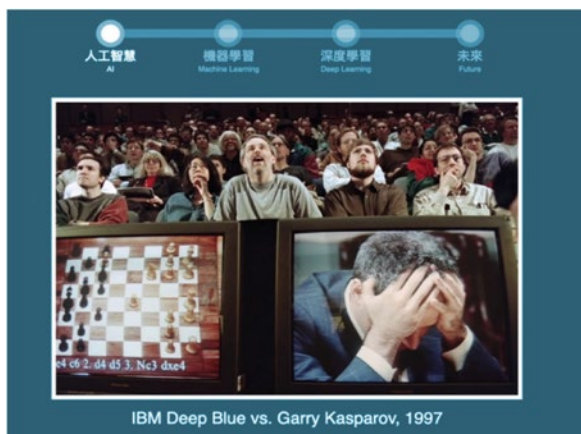 人工智慧
AI
機器學習
Machine Learning
深度學習
Deep Learning
未來
Future
e4 c6 2. d4 d5 3. Nc3 dxe4
IBM Deep Blue vs. Garry Kasparov, 1997